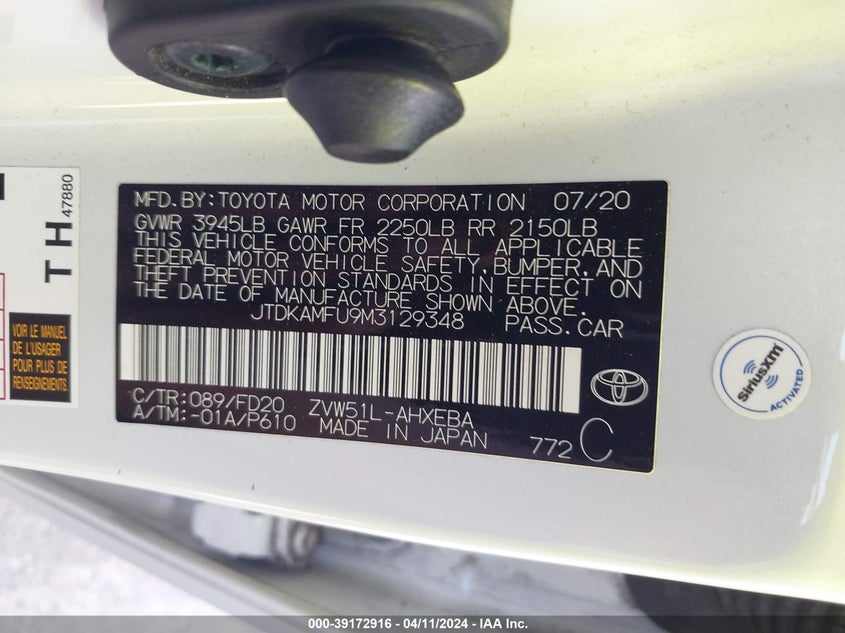 MFD.BY:TOYOTA MOTOR CORPORATION 07/20
GVWR 3945LB GAWR FR 2250LB RR 2150LB
THIS VEHICLE CONFORMS TO ALL APPLICABLE
FEDERAL MOTOR VEHICLE SAFETY,BUMPER,AND
THEFT PREVENTION STANDARDS IN EFFECT ON
THE DATE OF MANUFACTURE SHOWN ABOVE.
JTDKAMFU9M3129348 PASS.CAR
C/TR:089/FD20 ZVW51L-AHXEBA
A/TM:-01A/P610 MADE IN JAPAN 772 C
TH
47880
VOIR LE MANUEL
DE L'USAGER
POUR PLUS DE
RENSEIGNEMENTS
SiriusXM
ACTIVATED
000-39172916 - 04/11/2024 - IAA Inc.